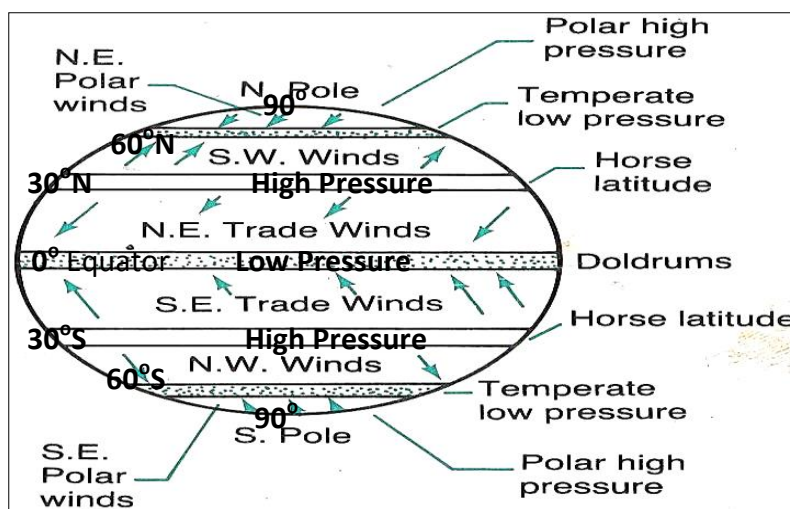 Polar high
pressure
N.E.
Polar
winds
N. Pole
90°
Temperate
low pressure
60°N
S.W. Winds
Horse
latitude
30°N
High Pressure
N.E. Trade Winds
0° Equator
Low Pressure
Doldrums
S.E. Trade Winds
Horse
latitude
30°S
High Pressure
N.W. Winds
60°S
Temperate
low pressure
90°
S. Pole
S.E.
Polar
winds
Polar high
pressure